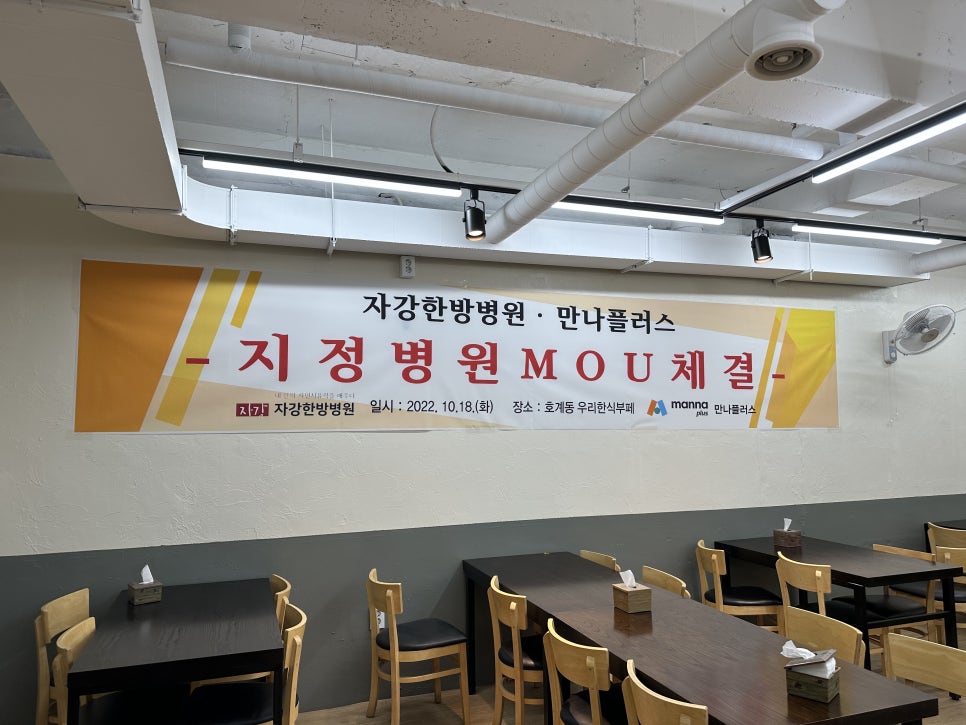 자강한방병원 · 만나플러스
- 지정병원MOU체결 -
자강 자강한방병원 일시 : 2022. 10.18.(화) 장소 : 호계동 우리한식부페 manna plus 만나플러스